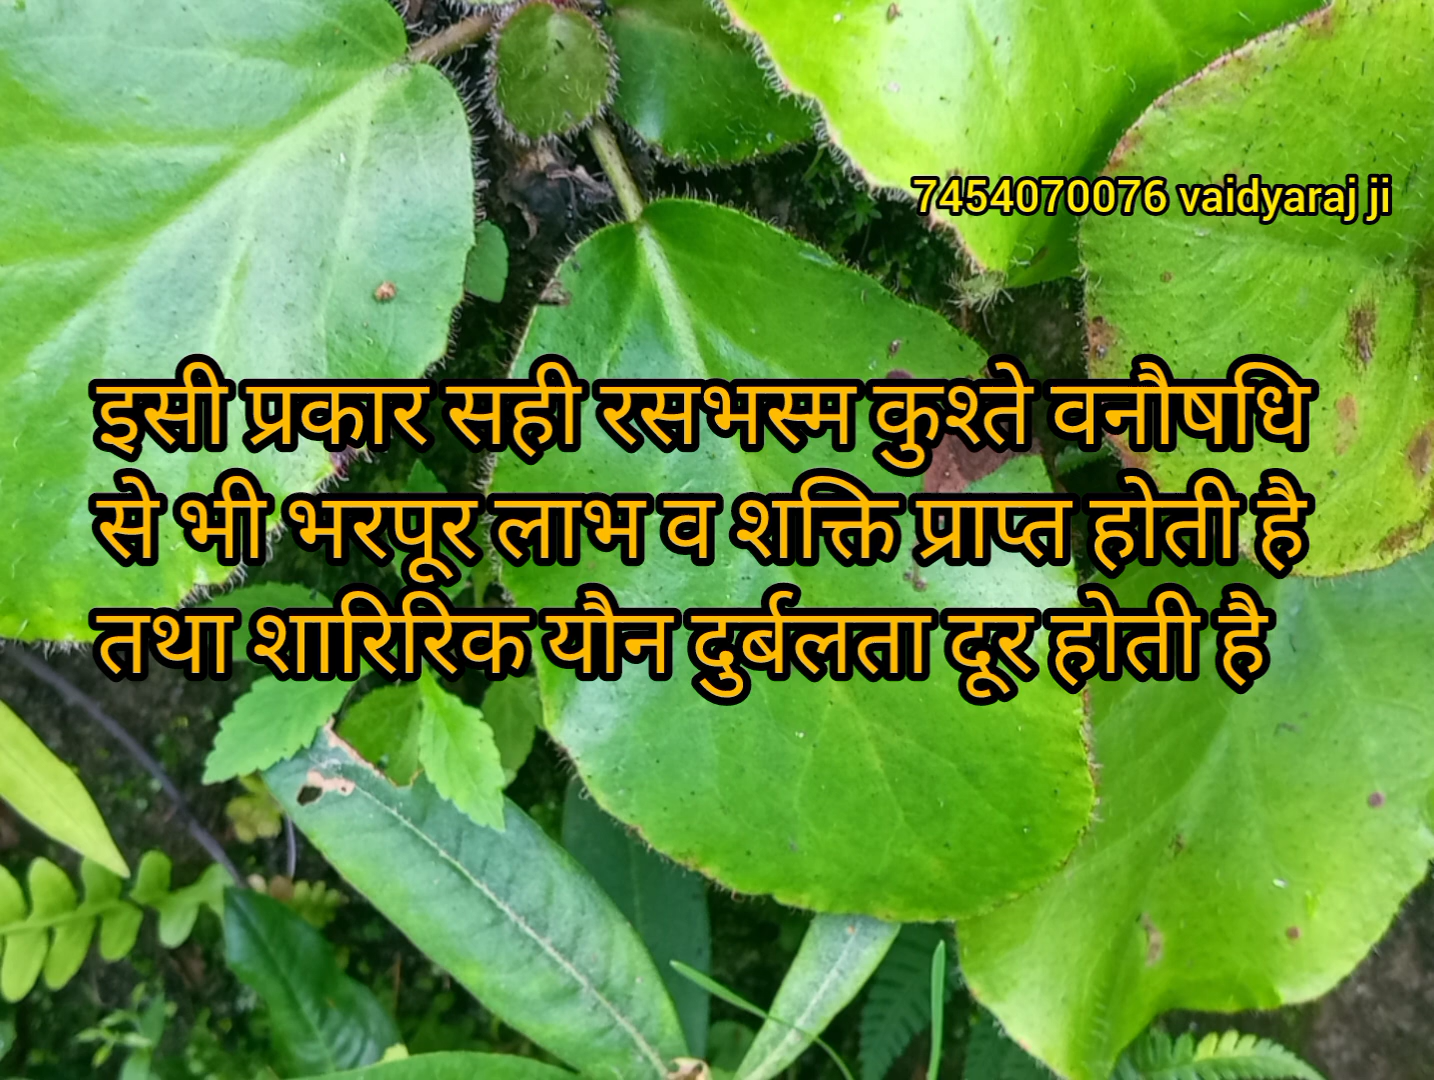 7454070076 vaidyaraj ji
इसी प्रकार सही रसभस्म कुश्ते वनौषधि
से भी भरपूर लाभ व शक्ति प्राप्त होती है
तथा शारिरिक यौन दुर्बलता दूर होती है